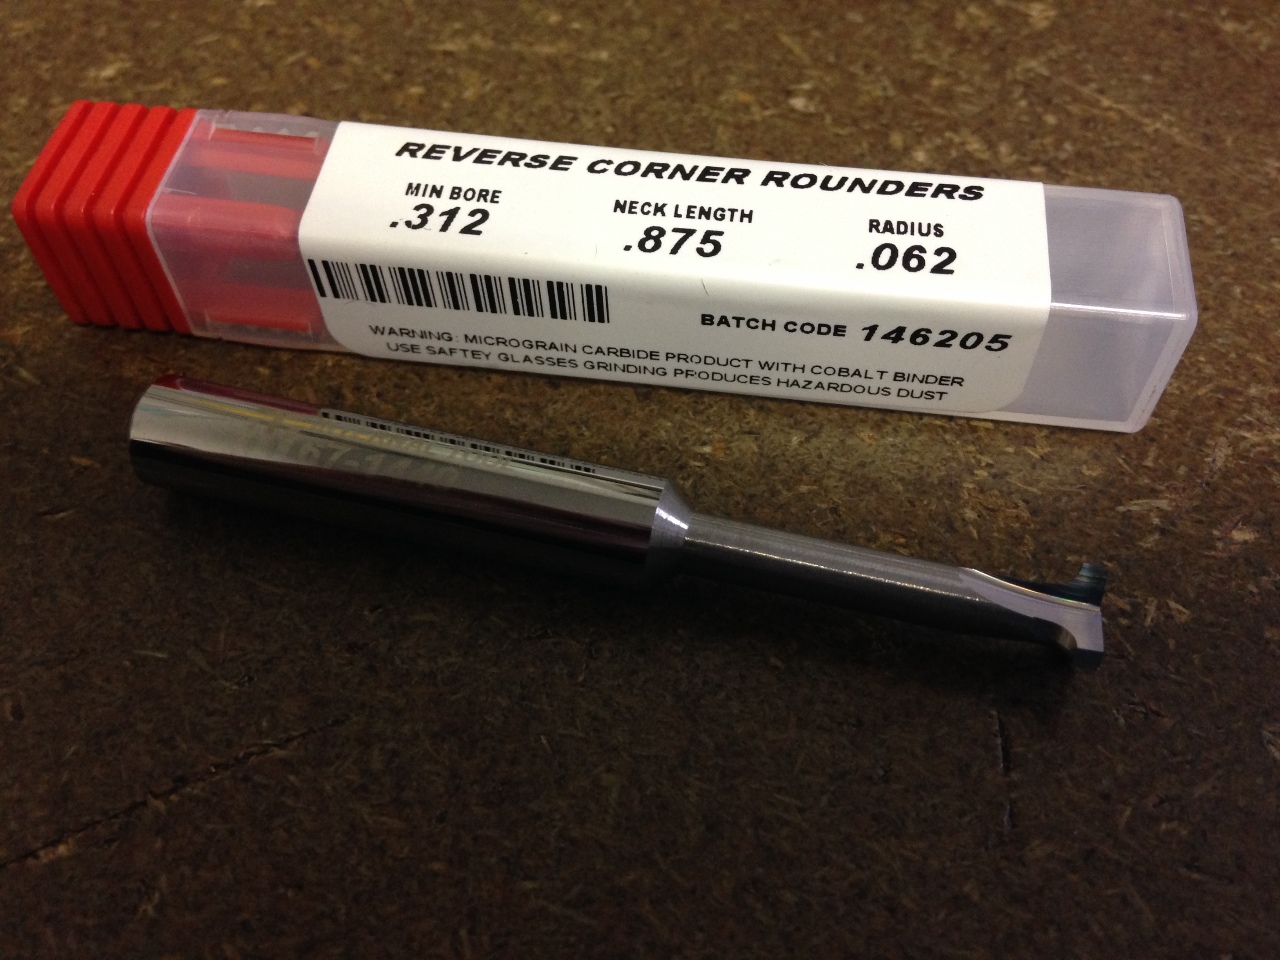 REVERSE CORNER ROUNDERS
MIN BORE
.312
NECK LENGTH
.875
RADIUS
.062
BATCH CODE 146205
WARNING: MICROGRAIN CARBIDE PRODUCT WITH COBALT BINDER
USE SAFTEY GLASSES GRINDING PRODUCES HAZARDOUS DUST